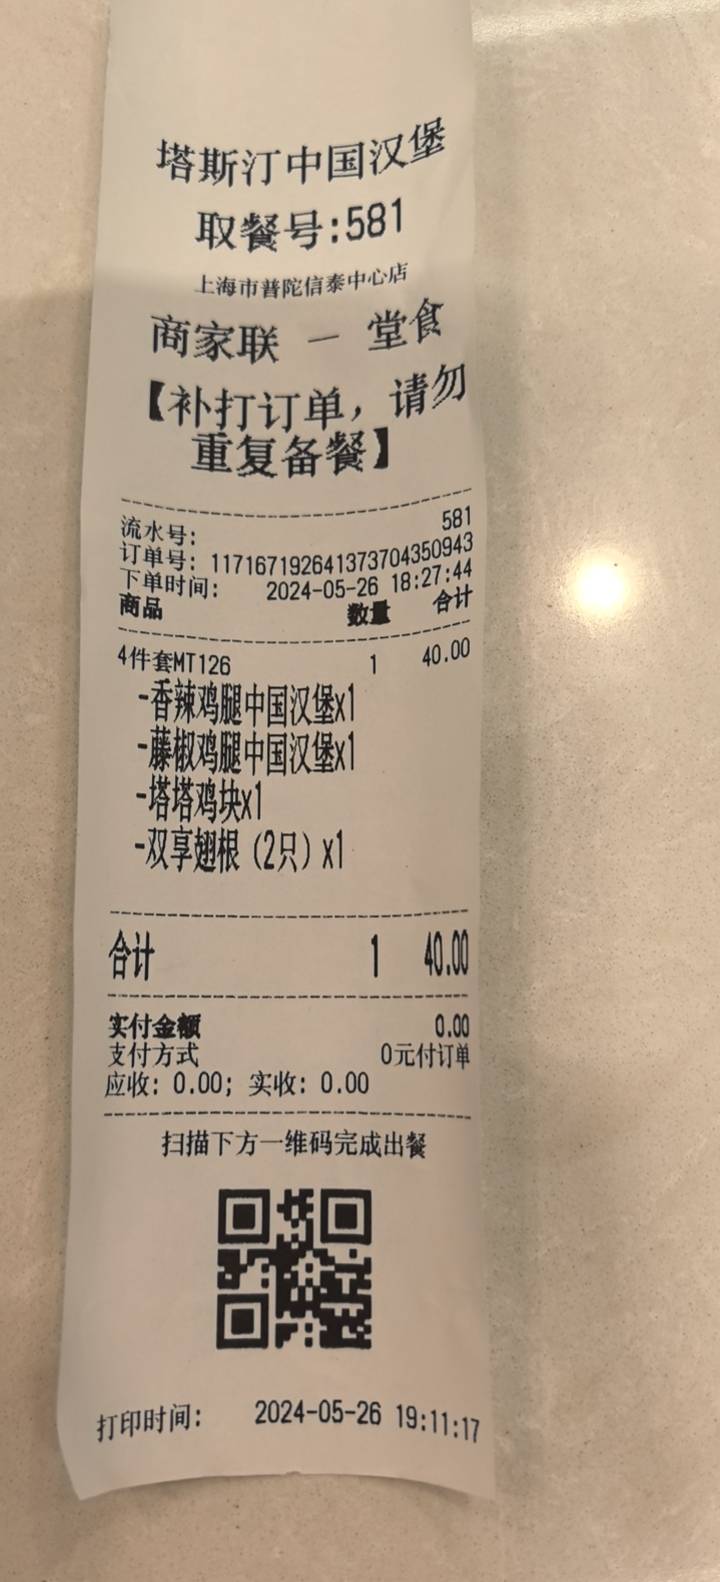 塔斯汀中国汉堡
取餐号:581
上海市普陀信泰中心店
商家联 — 堂食
【补打订单，请勿
重复备餐】
流水号: 581
订单号: 117167192641373704350943
下单时间: 2024-05-26 18:27:44
商品 数量 合计
4件套MT126 1 40.00
-香辣鸡腿中国汉堡x1
-藤椒鸡腿中国汉堡x1
-塔塔鸡块x1
-双享翅根（2只）x1
合计 1 40.00
实付金额 0.00
支付方式 0元付订单
应收: 0.00; 实收: 0.00
扫描下方一维码完成出餐
打印时间: 2024-05-26 19:11:17